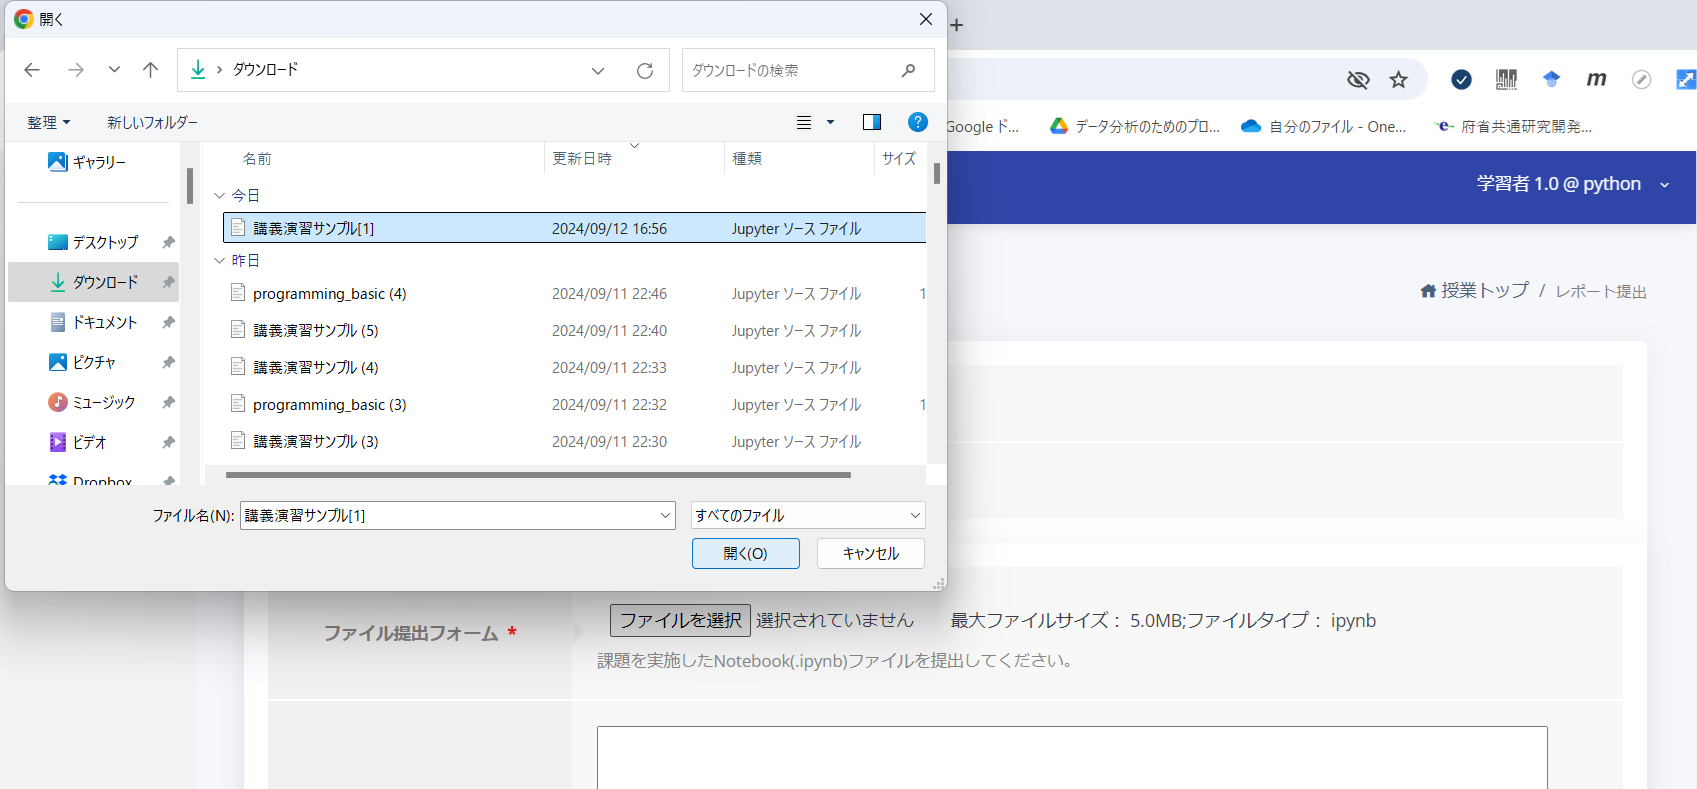 開く
ダウンロード
ダウンロードの検索
整理
新しいフォルダー
ギャラリー
デスクトップ
ダウンロード
ドキュメント
ピクチャ
ミュージック
ビデオ
Dropbox
名前 更新日時 種類 サイズ
今日
講義演習サンプル[1] 2024/09/12 16:56 Jupyter ソース ファイル
昨日
programming_basic (4) 2024/09/11 22:46 Jupyter ソース ファイル 1
講義演習サンプル (5) 2024/09/11 22:40 Jupyter ソース ファイル
講義演習サンプル (4) 2024/09/11 22:33 Jupyter ソース ファイル
programming_basic (3) 2024/09/11 22:32 Jupyter ソース ファイル 1
講義演習サンプル (3) 2024/09/11 22:30 Jupyter ソース ファイル
ファイル名(N): 講義演習サンプル[1] すべてのファイル
開く(O) キャンセル
m
Google ド... データ分析のためのプロ... 自分のファイル - One... 府省共通研究開発...
学習者 1.0 @ python
授業トップ / レポート提出
ファイル提出フォーム *
ファイルを選択 選択されていません 最大ファイルサイズ： 5.0MB;ファイルタイプ： ipynb
課題を実施したNotebook(.ipynb)ファイルを提出してください。